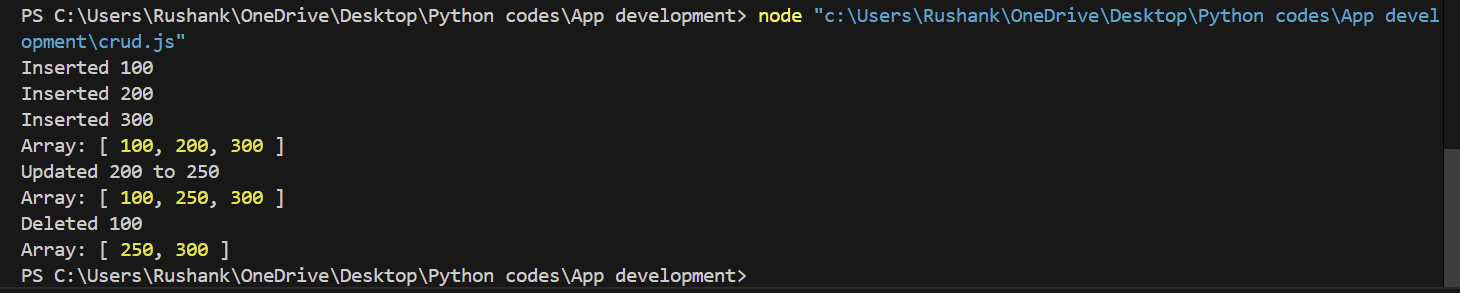 PS C:\Users\Rushank\OneDrive\Desktop\Python codes\App development> node "c:\Users\Rushank\OneDrive\Desktop\Python codes\App devel
opment\crud.js"
Inserted 100
Inserted 200
Inserted 300
Array: [ 100, 200, 300 ]
Updated 200 to 250
Array: [ 100, 250, 300 ]
Deleted 100
Array: [ 250, 300 ]
PS C:\Users\Rushank\OneDrive\Desktop\Python codes\App development>